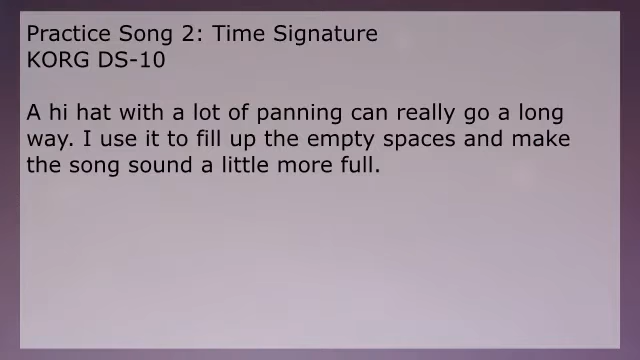 Practice Song 2: Time Signature
KORG DS-10
A hi hat with a lot of panning can really go a long
way. I use it to fill up the empty spaces and make
the song sound a little more full.